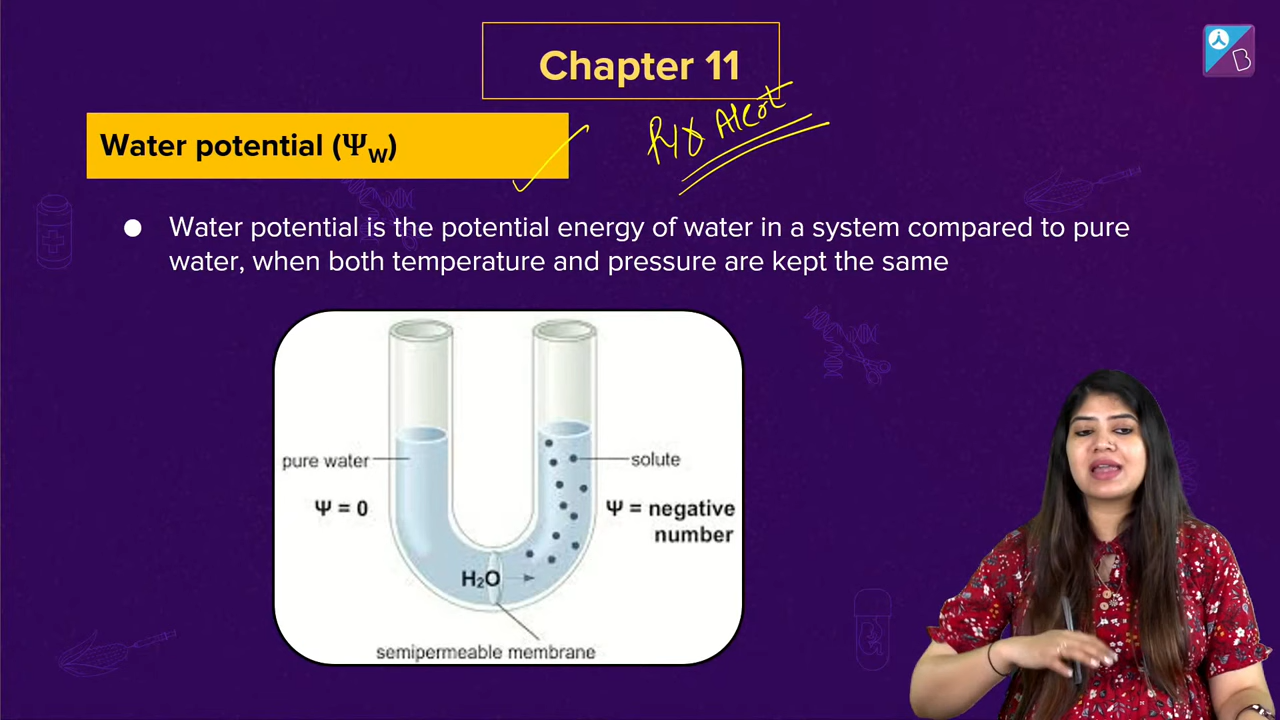 Chapter 11
Water potential (Ψw)
● Water potential is the potential energy of water in a system compared to pure
water, when both temperature and pressure are kept the same
pure water
solute
Ψ = 0
Ψ = negative
number
H₂O
semipermeable membrane
B